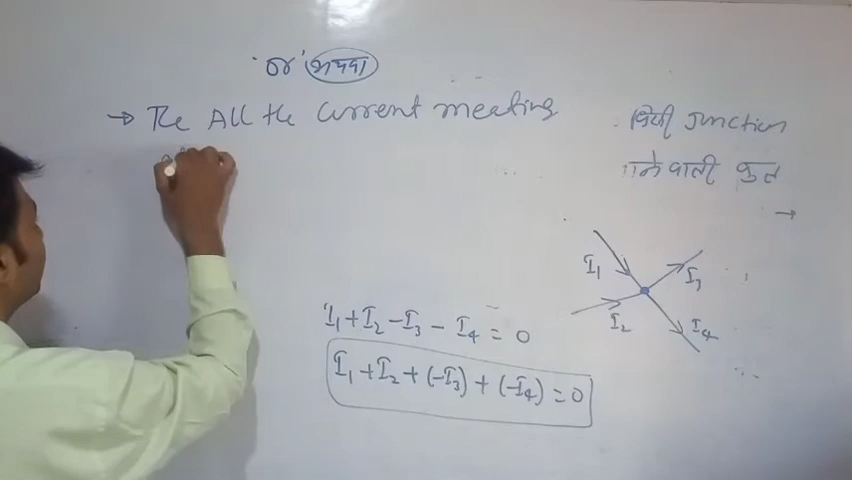 or अथवा
→ The All the current meeting
किसी Junction
वाली कुल
→
I₁
I₃
I₂
I₄
I₁ + I₂ - I₃ - I₄ = 0
I₁ + I₂ + (-I₃) + (-I₄) = 0